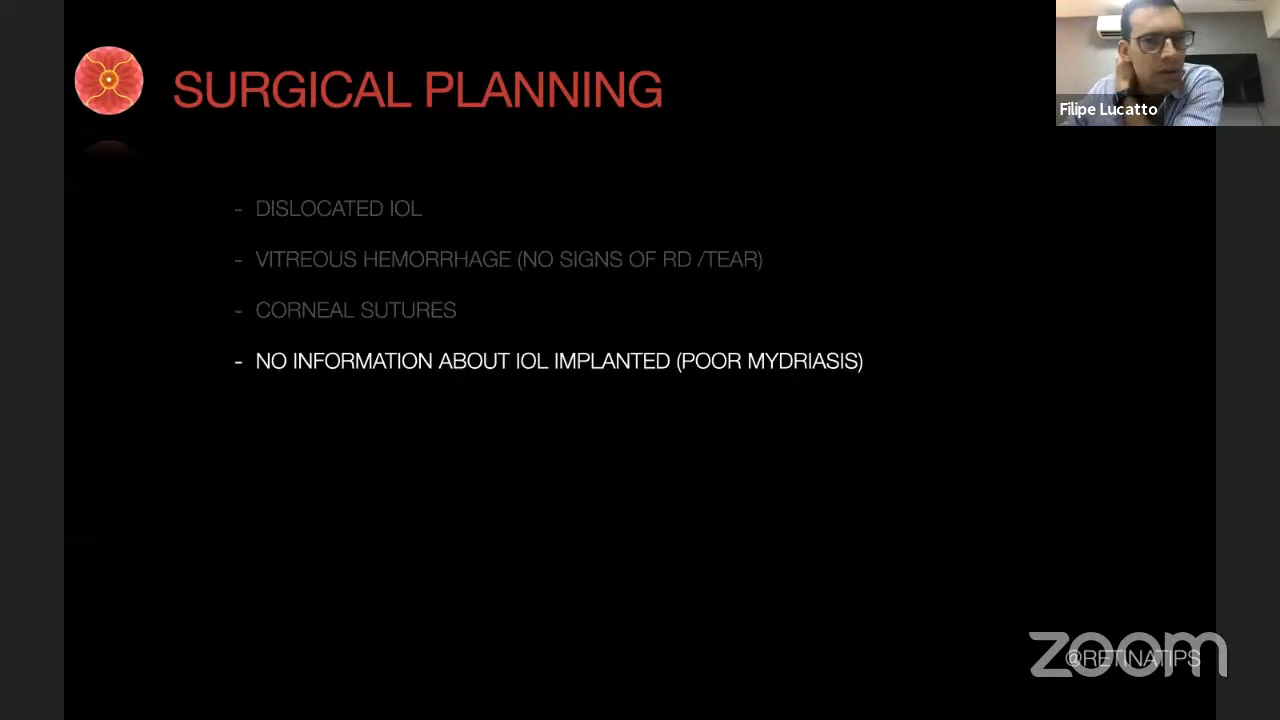 SURGICAL PLANNING
Filipe Lucatto
- DISLOCATED IOL
- VITREOUS HEMORRHAGE (NO SIGNS OF RD /TEAR)
- CORNEAL SUTURES
- NO INFORMATION ABOUT IOL IMPLANTED (POOR MYDRIASIS)
zoom
@RETINATIPS